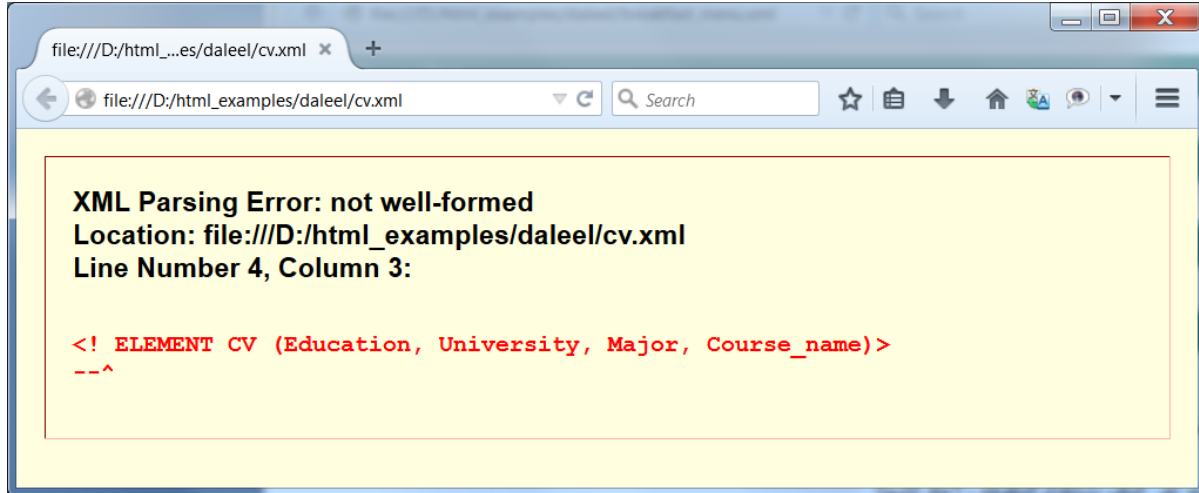 file:///D:/html_...es/daleel/cv.xml
file:///D:/html_examples/daleel/cv.xml
Search
XML Parsing Error: not well-formed
Location: file:///D:/html_examples/daleel/cv.xml
Line Number 4, Column 3:
<! ELEMENT CV (Education, University, Major, Course_name)>
--^